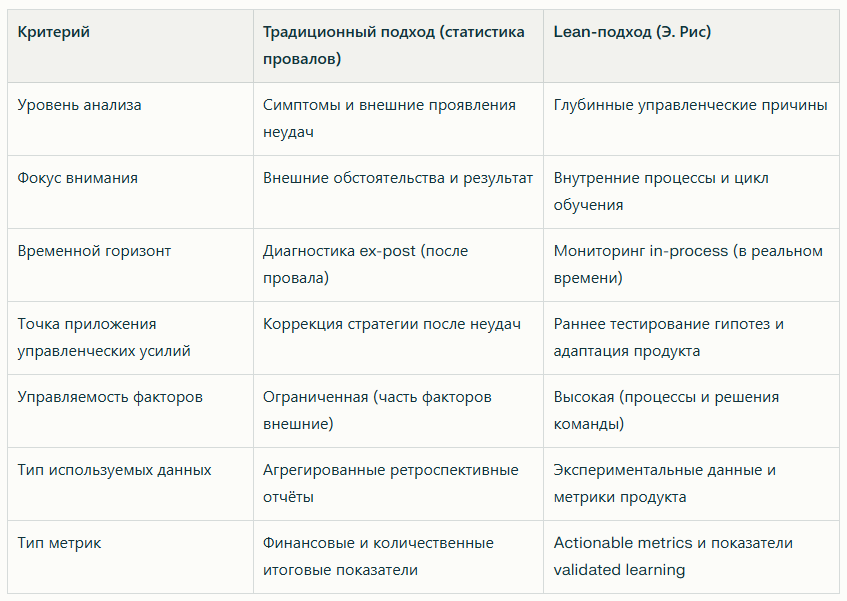 Критерий
Традиционный подход (статистика
провалов)
Lean-подход (Э. Рис)
Уровень анализа
Симптомы и внешние проявления
неудач
Глубинные управленческие причины
Фокус внимания
Внешние обстоятельства и результат
Внутренние процессы и цикл
обучения
Временной горизонт
Диагностика ex-post (после
провала)
Мониторинг in-process (в реальном
времени)
Точка приложения
управленческих усилий
Коррекция стратегии после неудач
Раннее тестирование гипотез и
адаптация продукта
Управляемость факторов
Ограниченная (часть факторов
внешние)
Высокая (процессы и решения
команды)
Тип используемых данных
Агрегированные ретроспективные
отчёты
Экспериментальные данные и
метрики продукта
Тип метрик
Финансовые и количественные
итоговые показатели
Actionable metrics и показатели
validated learning